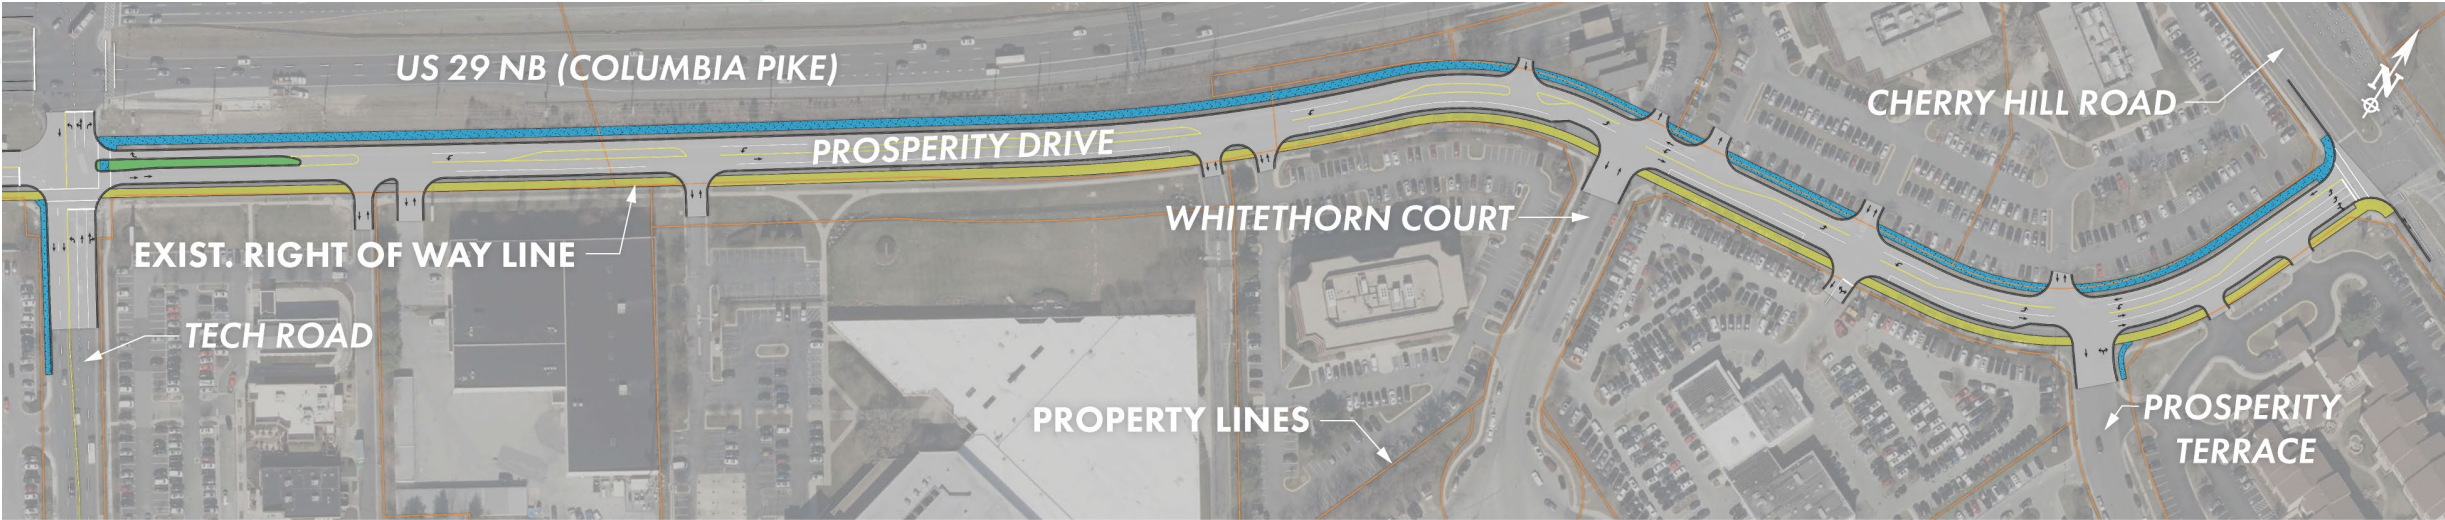 US 29 NB (COLUMBIA PIKE)
CHERRY HILL ROAD
N
PROSPERITY DRIVE
WHITETHORN COURT
EXIST. RIGHT OF WAY LINE
TECH ROAD
PROPERTY LINES
PROSPERITY
TERRACE